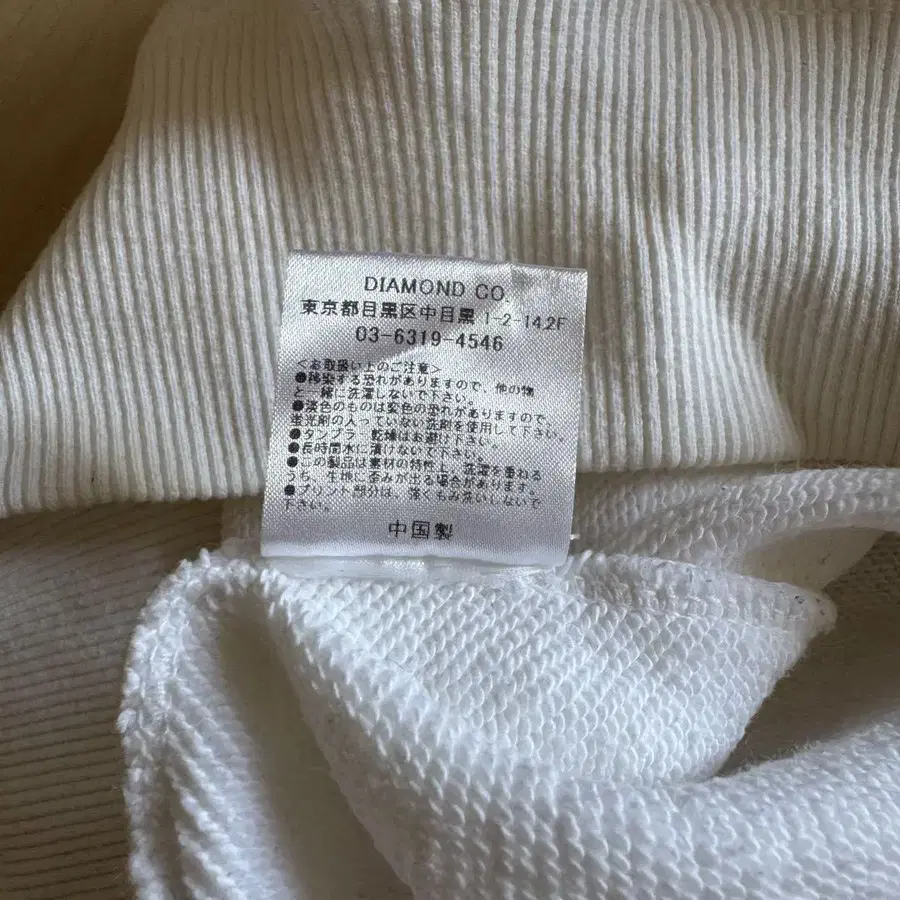 DIAMOND CO.
東京都目黒区中目黒 1-2-14,2F
03-6319-4546
<お取扱い上のご注意>
●移染する恐れがありますので、他の物
と一緒に洗濯しないで下さい。
●淡色のものは変色の恐れがありますので、
蛍光剤の入っていない洗剤を使用して下さい。
●タンブラー乾燥はお避け下さい。
●長時間水に漬けないで下さい。
●この製品は素材の特性上、洗濯を重ねる
うち、生地に歪みが出る場合があります。
●プリント部分は、強くもみ洗いしないで
下さい。
中国製